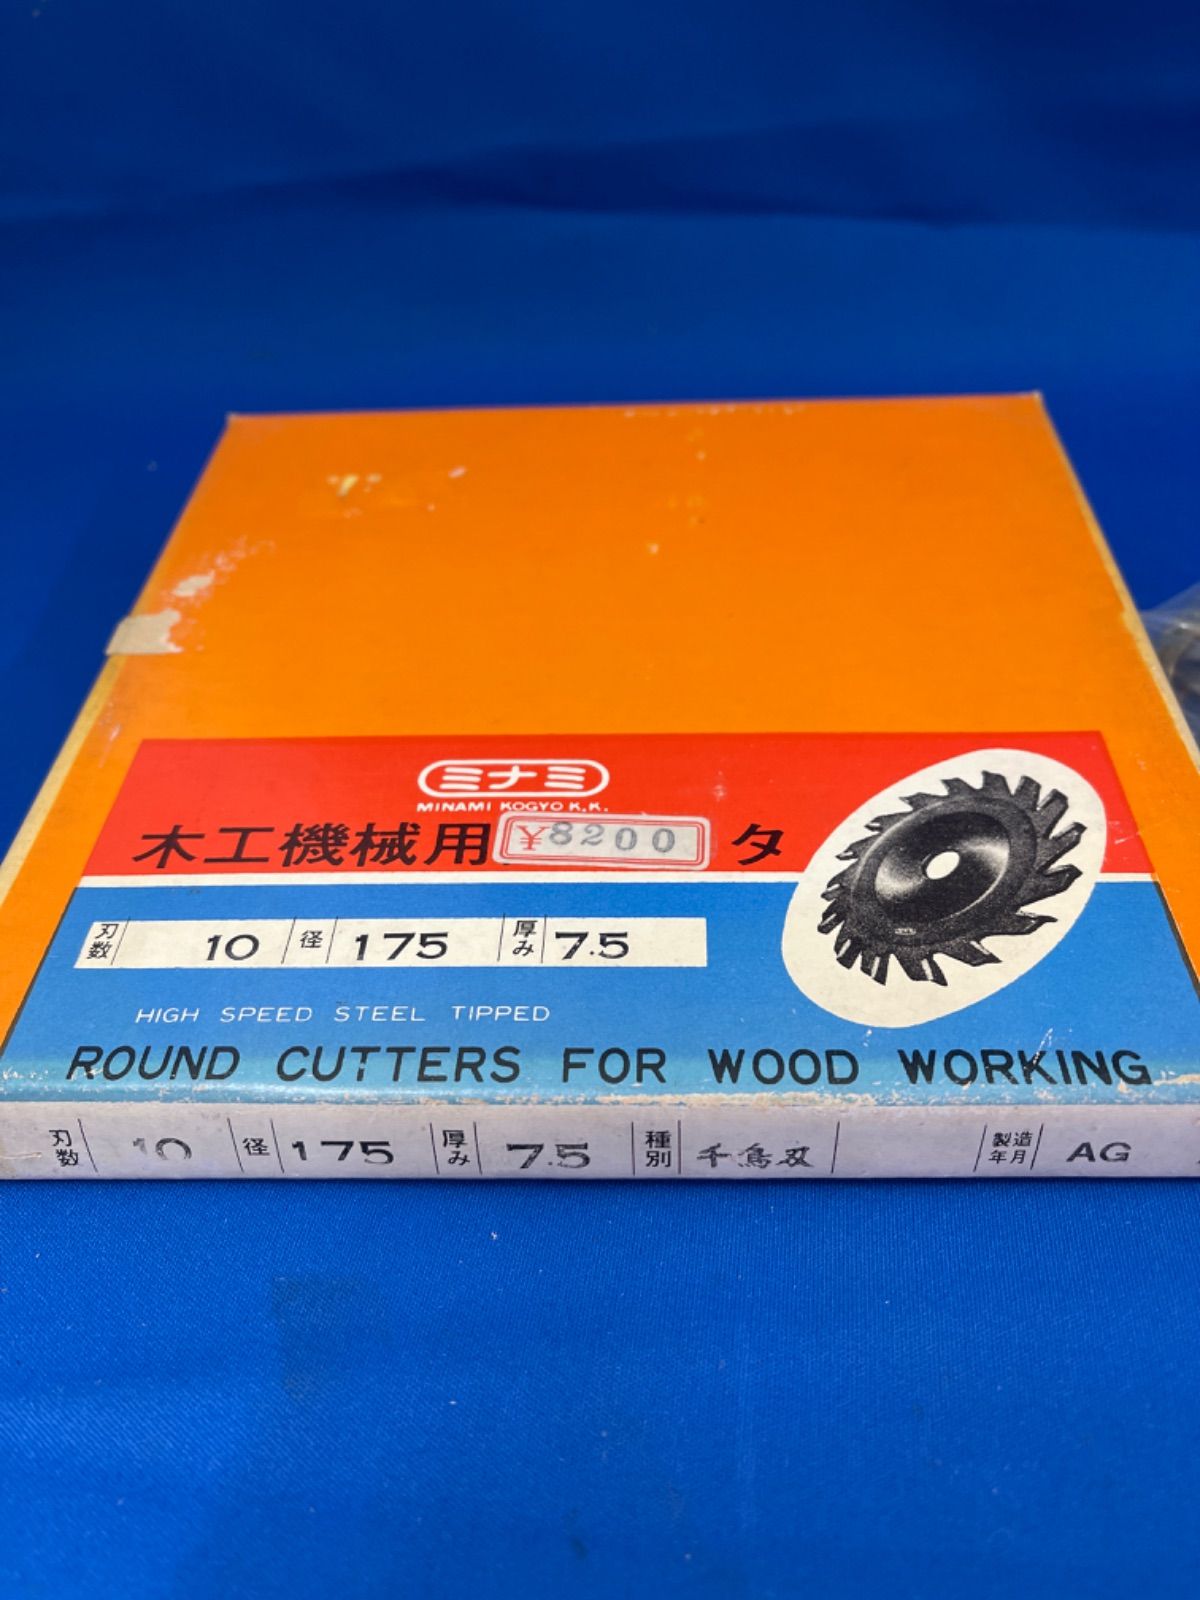 ミナミ
MINAMI KOGYO K.K.
木工機械用 ¥8200 タ
刃数 10 径 175 厚み 7.5
HIGH SPEED STEEL TIPPED
ROUND CUTTERS FOR WOOD WORKING
刃数 10 径 175 厚み 7.5 種別 千鳥刄 製造年月 AG